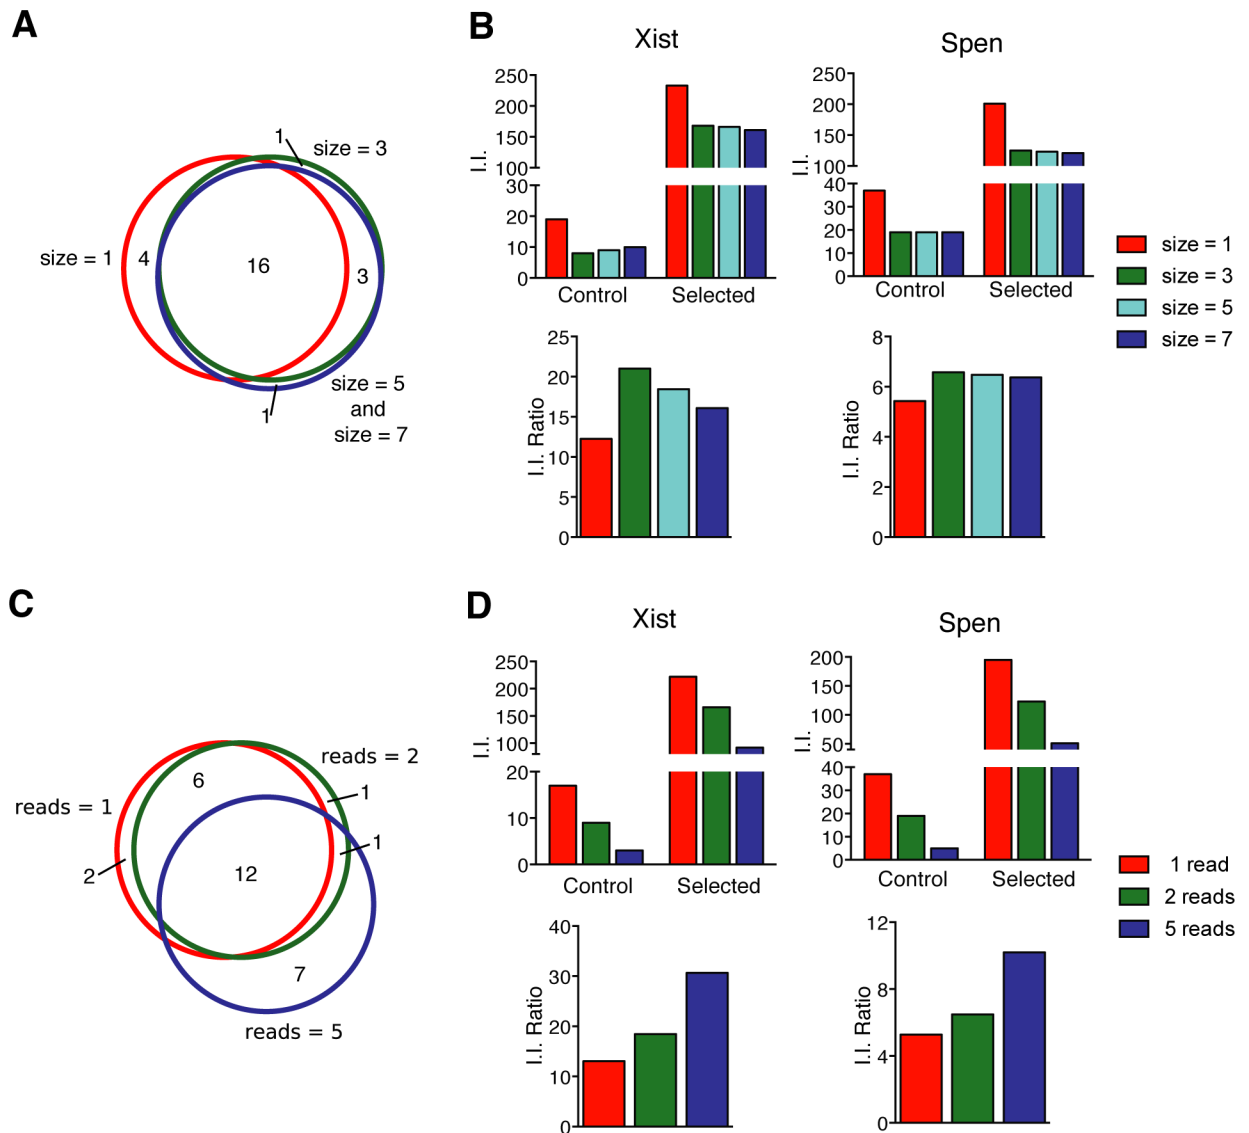 A
size = 1
4
16
3
1
size = 3
1
size = 5
and
size = 7
B
Xist
I.I.
250
200
150
100
30
20
10
0
Control
Selected
Spen
I.I.
250
200
150
100
40
30
20
10
0
Control
Selected
size = 1
size = 3
size = 5
size = 7
I.I. Ratio
25
20
15
10
5
0
I.I. Ratio
8
6
4
2
0
C
reads = 1
6
reads = 2
1
1
2
12
7
reads = 5
D
Xist
I.I.
250
200
150
100
20
10
0
Control
Selected
Spen
I.I.
200
150
100
50
40
30
20
10
0
Control
Selected
1 read
2 reads
5 reads
I.I. Ratio
40
30
20
10
0
I.I. Ratio
12
8
4
0